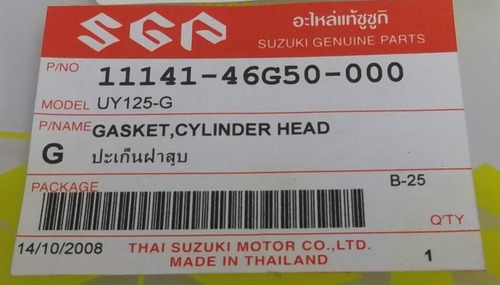 SGP
อะไหล่แท้ซูซูกิ
SUZUKI GENUINE PARTS
P/NO 11141-46G50-000
MODEL UY125-G
P/NAME GASKET,CYLINDER HEAD
G ปะเก็นฝาสูบ
PACKAGE B-25
Q'TY
14/10/2008 THAI SUZUKI MOTOR CO.,LTD. 1
MADE IN THAILAND